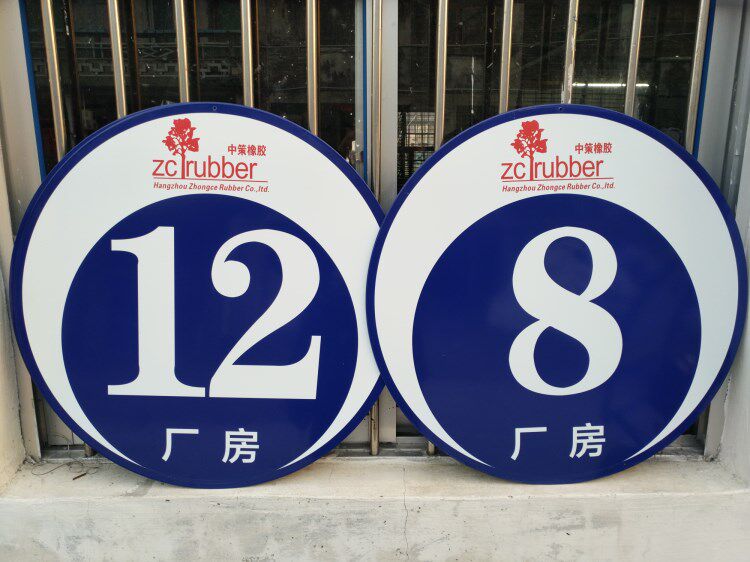 中策橡胶
zc rubber
Hangzhou Zhongce Rubber Co.,ltd.
12
厂房
中策橡胶
zc rubber
Hangzhou Zhongce Rubber Co.,ltd.
8
厂房